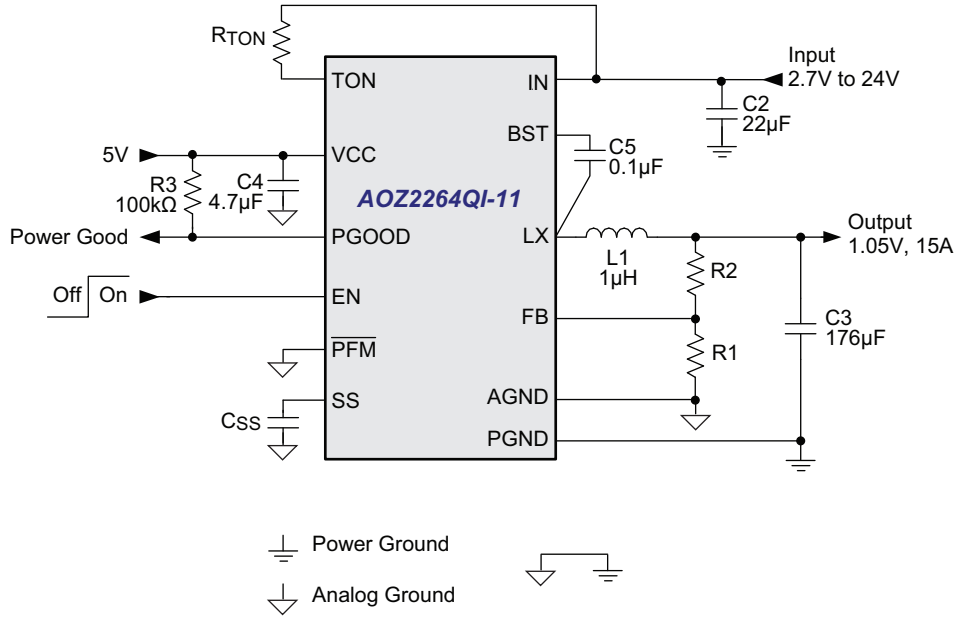 RTON
TON
IN
Input
2.7V to 24V
C2
22µF
BST
C5
0.1µF
5V
VCC
R3
100kΩ
C4
4.7µF
AOZ2264QI-11
Power Good
PGOOD
LX
L1
1µH
Output
1.05V, 15A
R2
Off
On
EN
FB
C3
176µF
R1
PFM
SS
CSS
AGND
PGND
Power Ground
Analog Ground